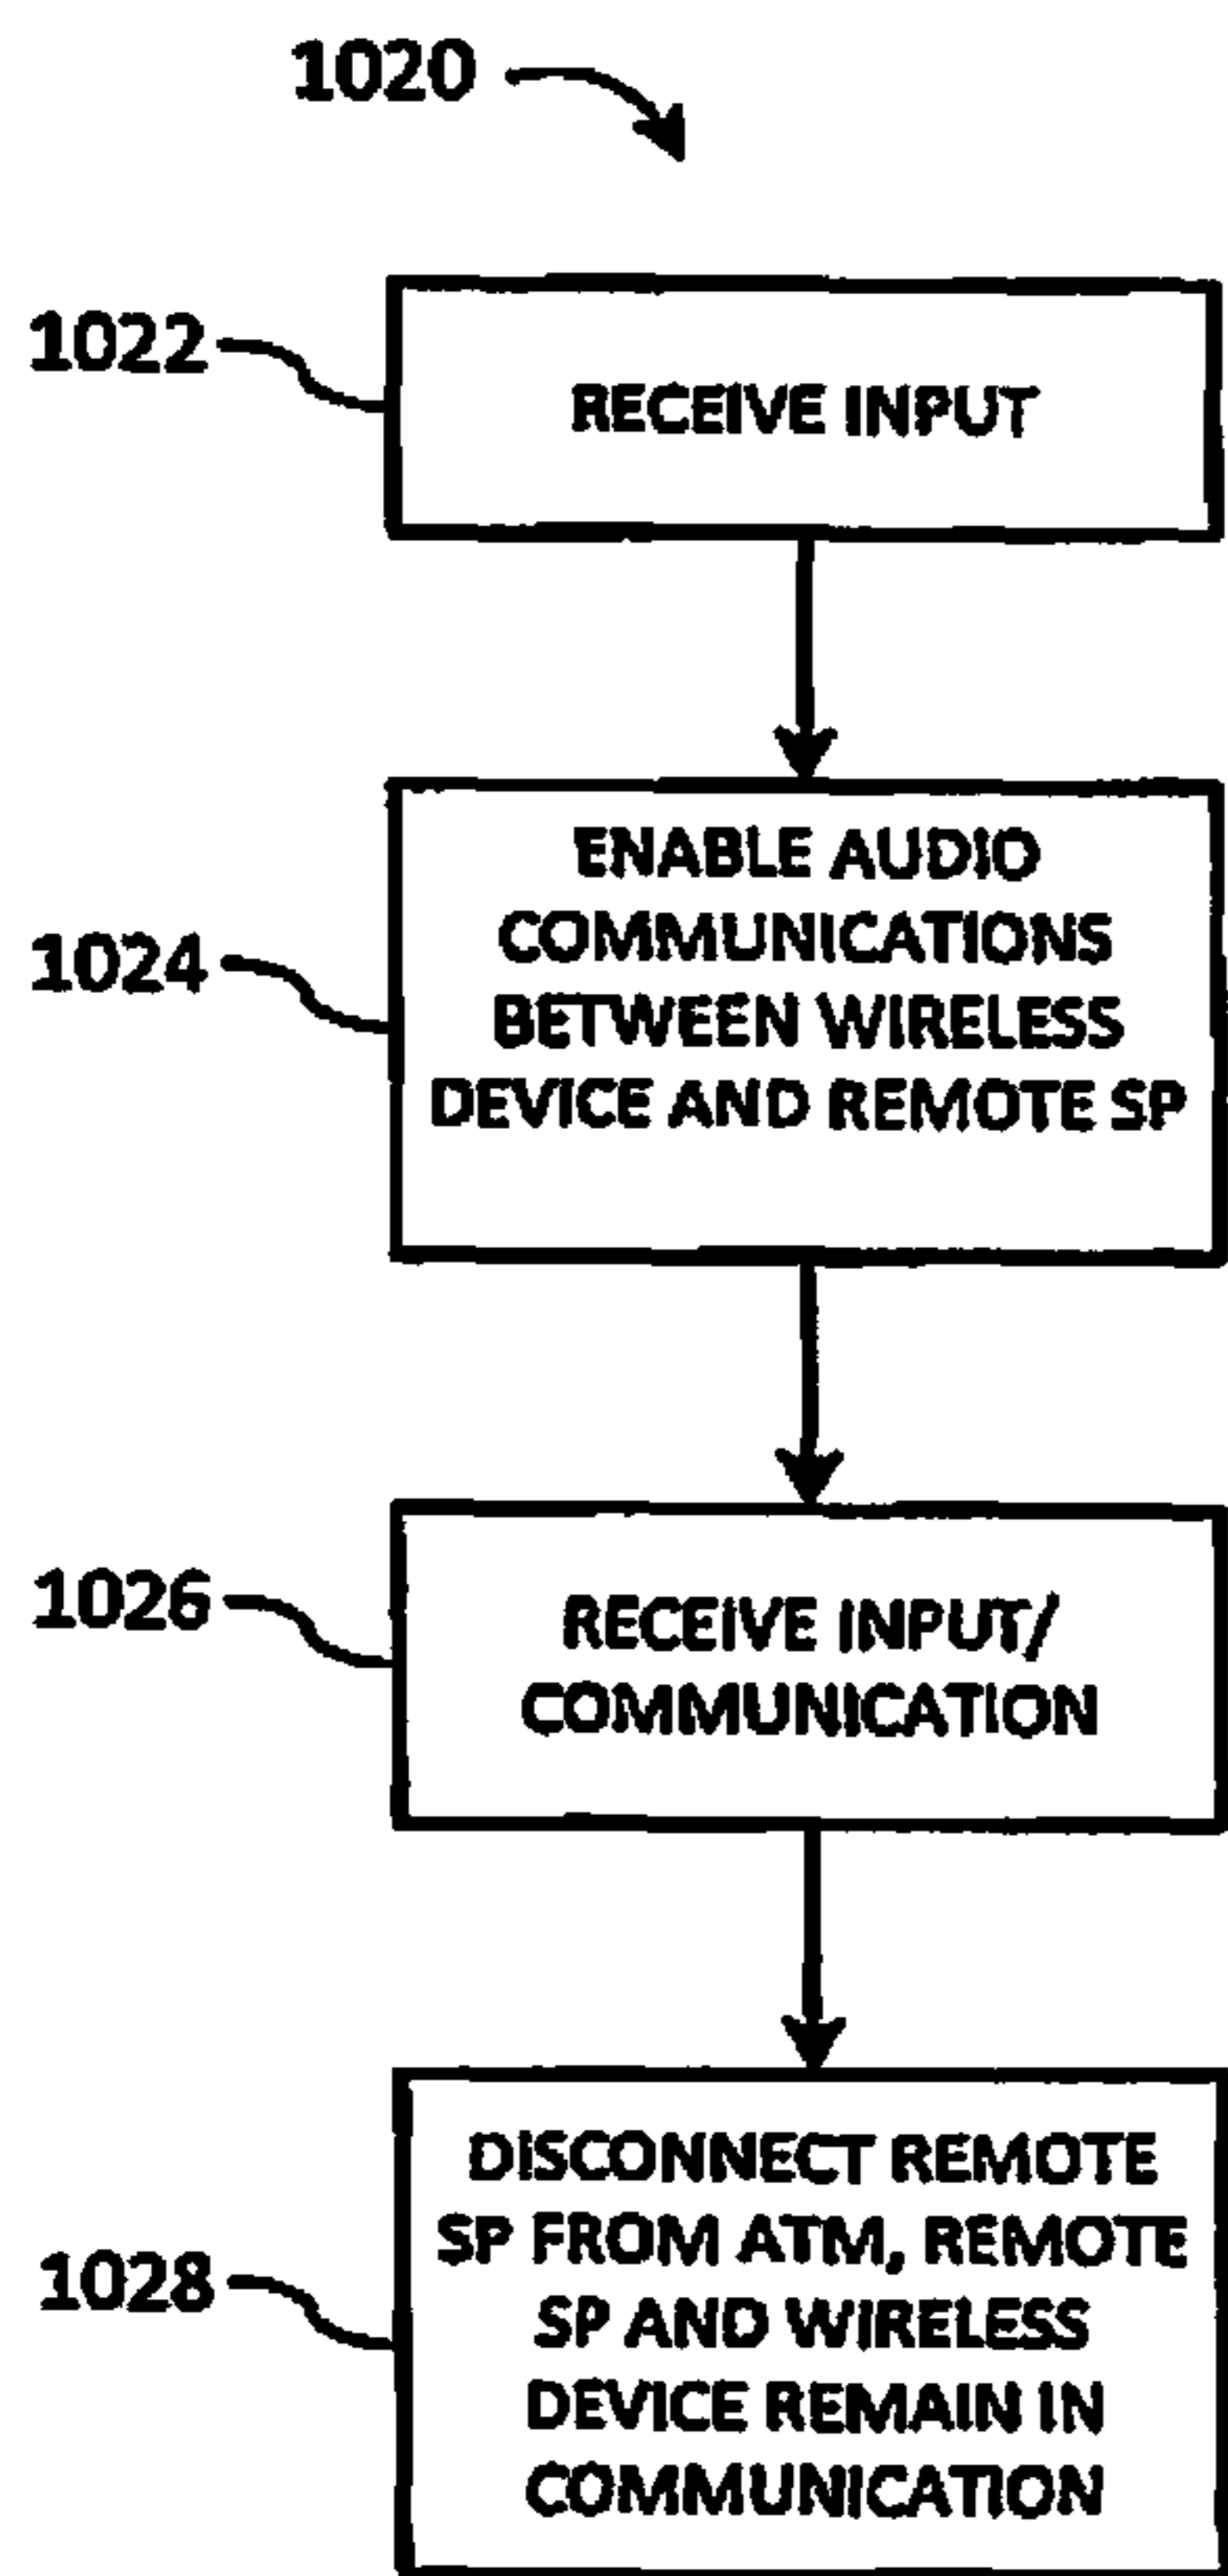 1020
1022
RECEIVE INPUT
1024
ENABLE AUDIO
COMMUNICATIONS
BETWEEN WIRELESS
DEVICE AND REMOTE SP
1026
RECEIVE INPUT/
COMMUNICATION
1028
DISCONNECT REMOTE
SP FROM ATM, REMOTE
SP AND WIRELESS
DEVICE REMAIN IN
COMMUNICATION